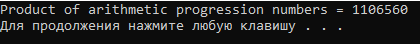 Product of arithmetic progression numbers = 1106560
Для продолжения нажмите любую клавишу . . .